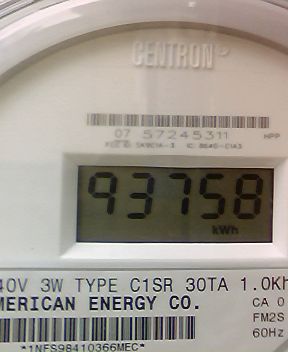 CENTRON®
07 57245311 HPP
93758
kWh
40V 3W TYPE C1SR 30TA 1.0Kh
MERICAN ENERGY CO.
CA 0
FM2S
60Hz
*1NFS98410366MEC*